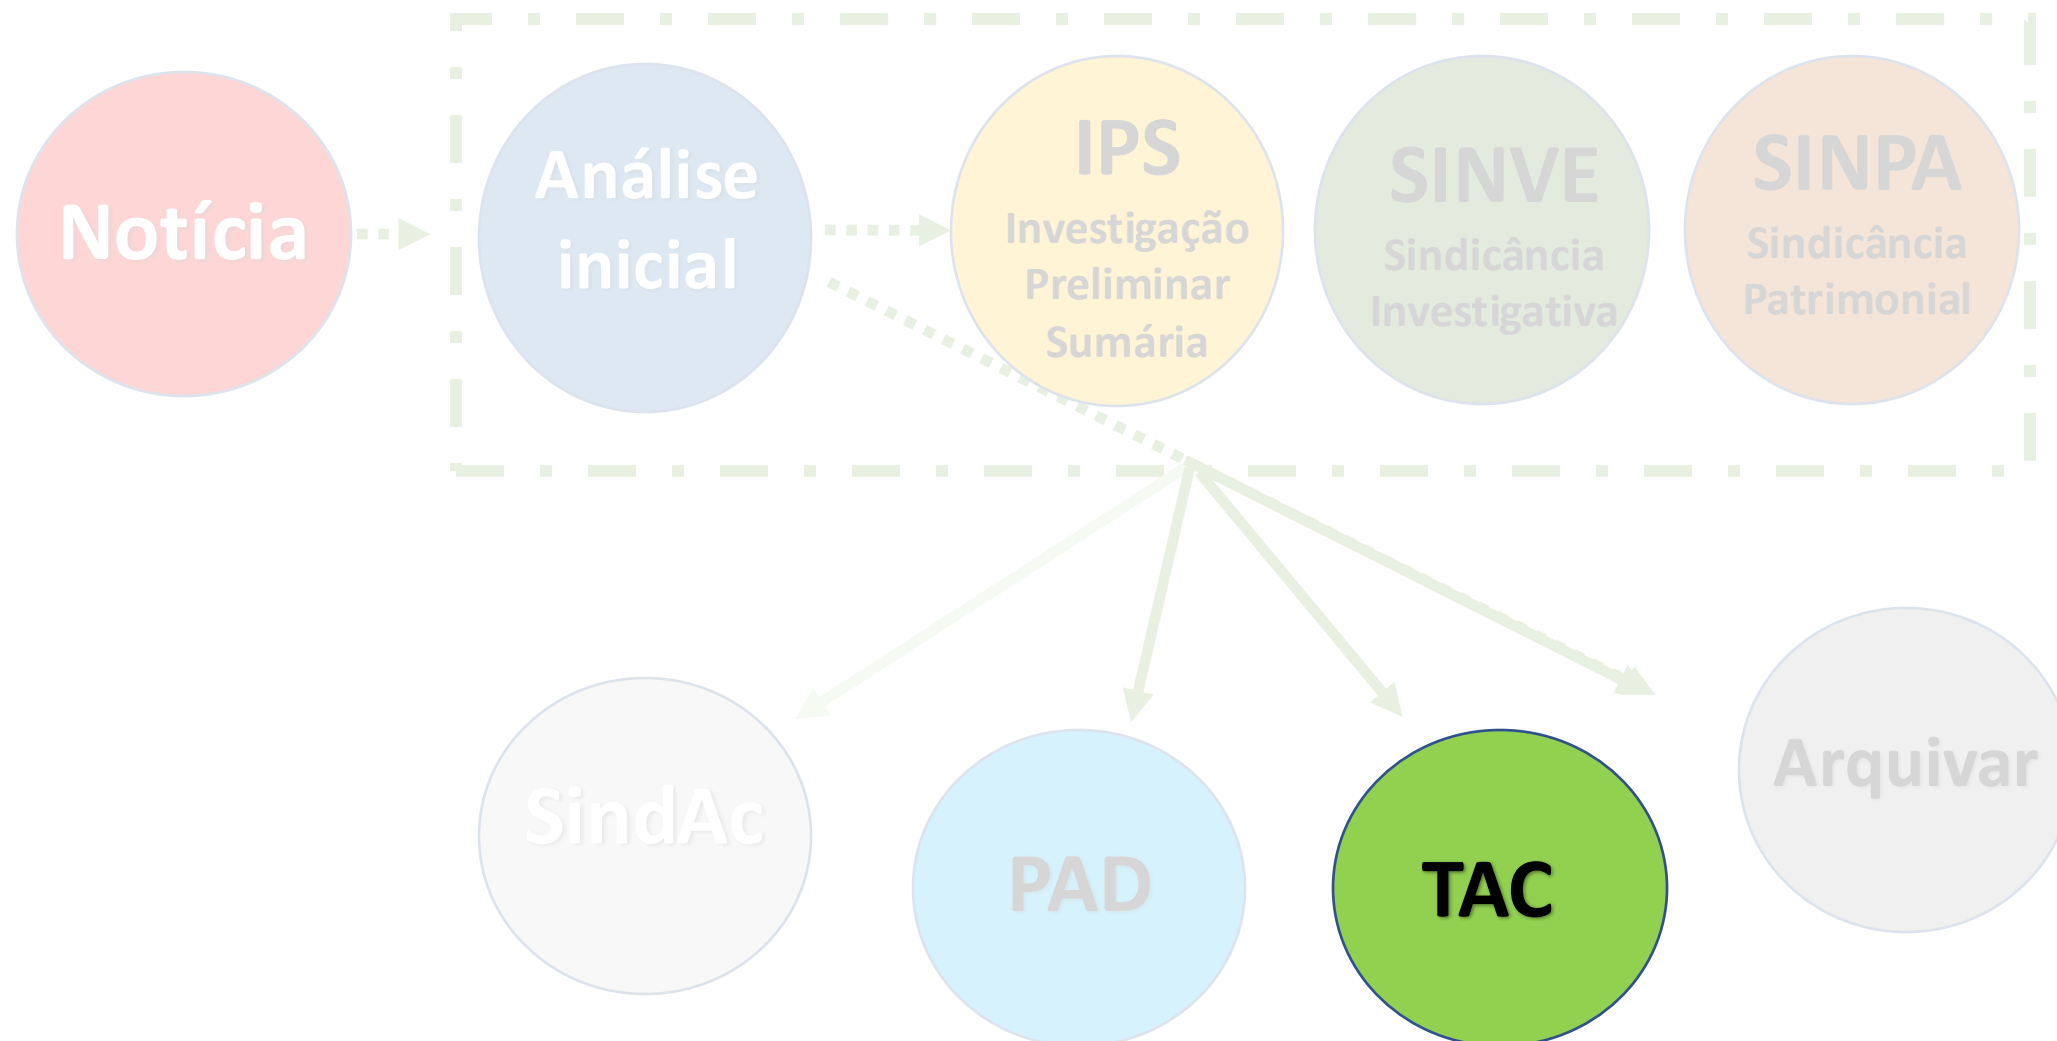 Notícia
Análise
inicial
IPS
Investigação
Preliminar
Sumária
SINVE
Sindicância
Investigativa
SINPA
Sindicância
Patrimonial
SindAc
PAD
TAC
Arquivar